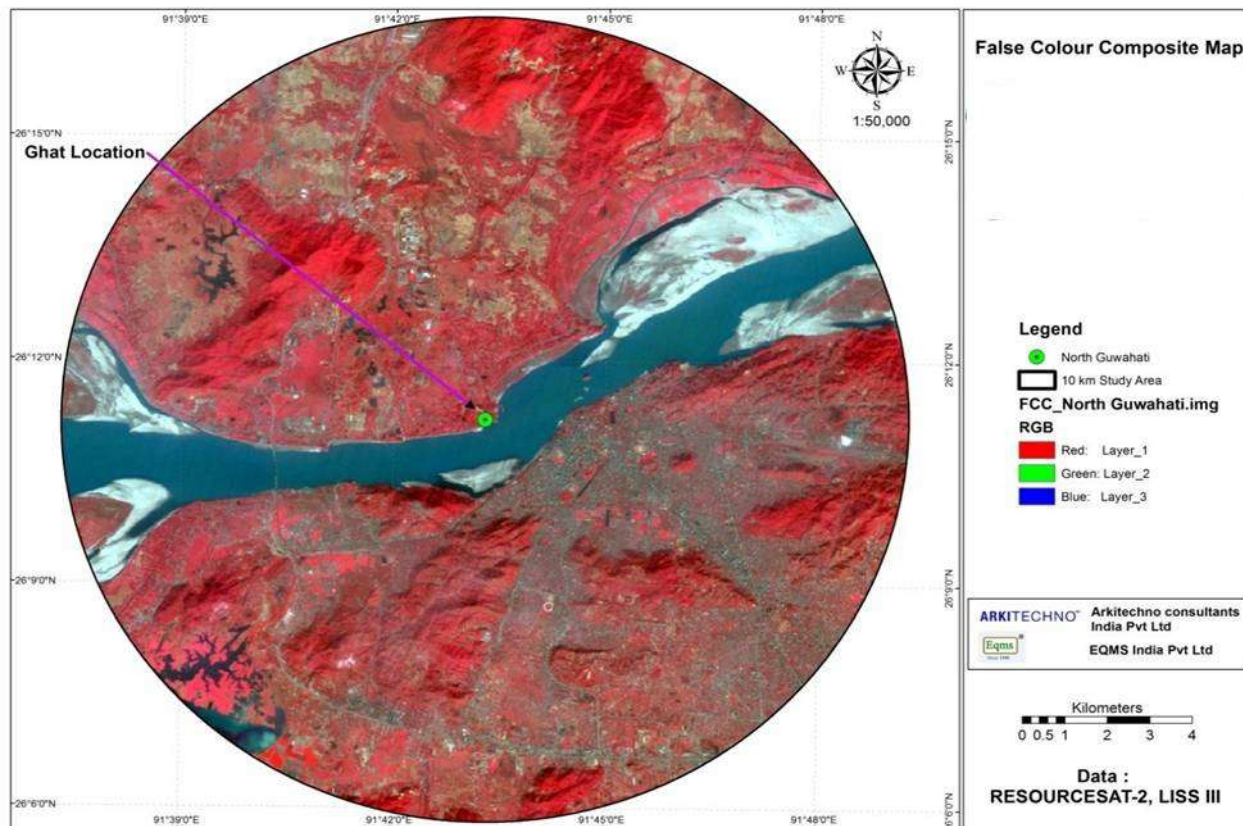 91°39'0"E
91°42'0"E
91°45'0"E
91°48'0"E
False Colour Composite Map
N
W E
S
1:50,000
26°15'0"N
26°15'0"N
Ghat Location
26°12'0"N
26°12'0"N
Legend
North Guwahati
10 km Study Area
FCC_North Guwahati.img
RGB
Red: Layer_1
Green: Layer_2
Blue: Layer_3
26°9'0"N
26°9'0"N
ARKITECHNO™
Arkitechno consultants
India Pvt Ltd
Eqms
EQMS India Pvt Ltd
Kilometers
0 0.5 1 2 3 4
Data :
RESOURCESAT-2, LISS III
26°6'0"N
26°6'0"N
91°39'0"E
91°42'0"E
91°45'0"E
91°48'0"E